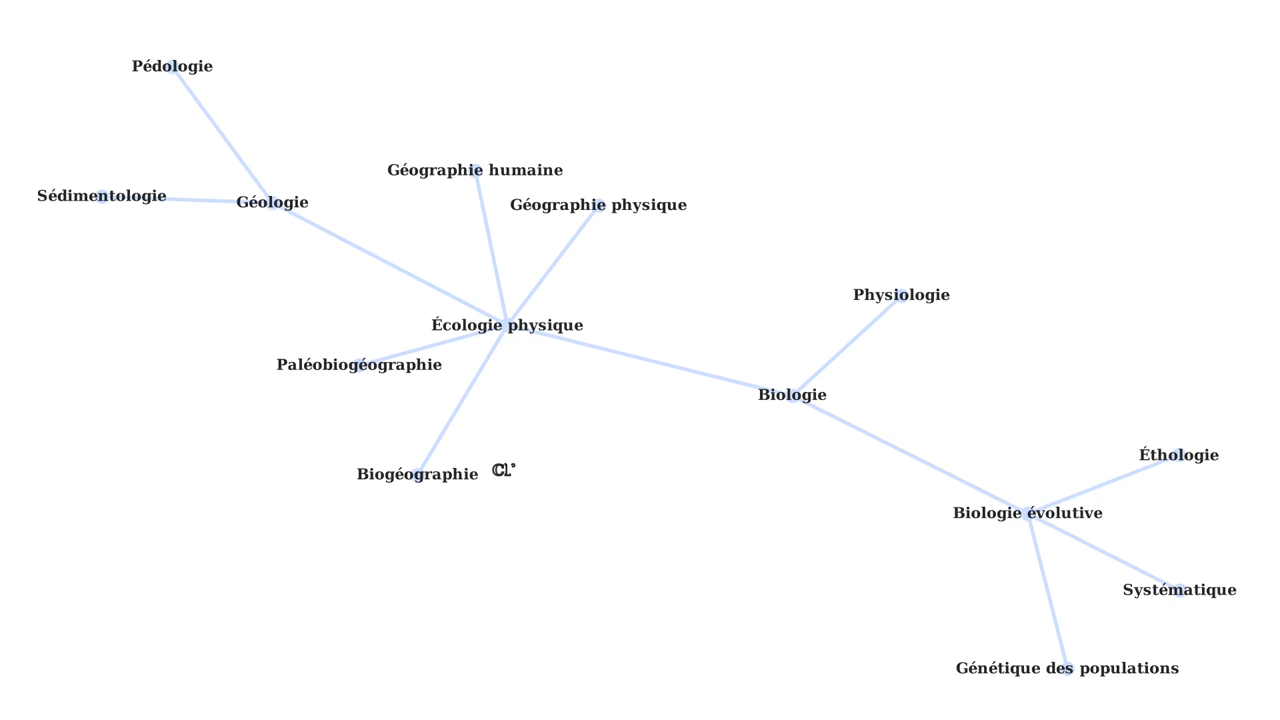 Pédologie
Géographie humaine
Sédimentologie
Géologie
Géographie physique
Physiologie
Écologie physique
Paléobiogéographie
Biologie
Éthologie
Biogéographie
Biologie évolutive
Systématique
Génétique des populations